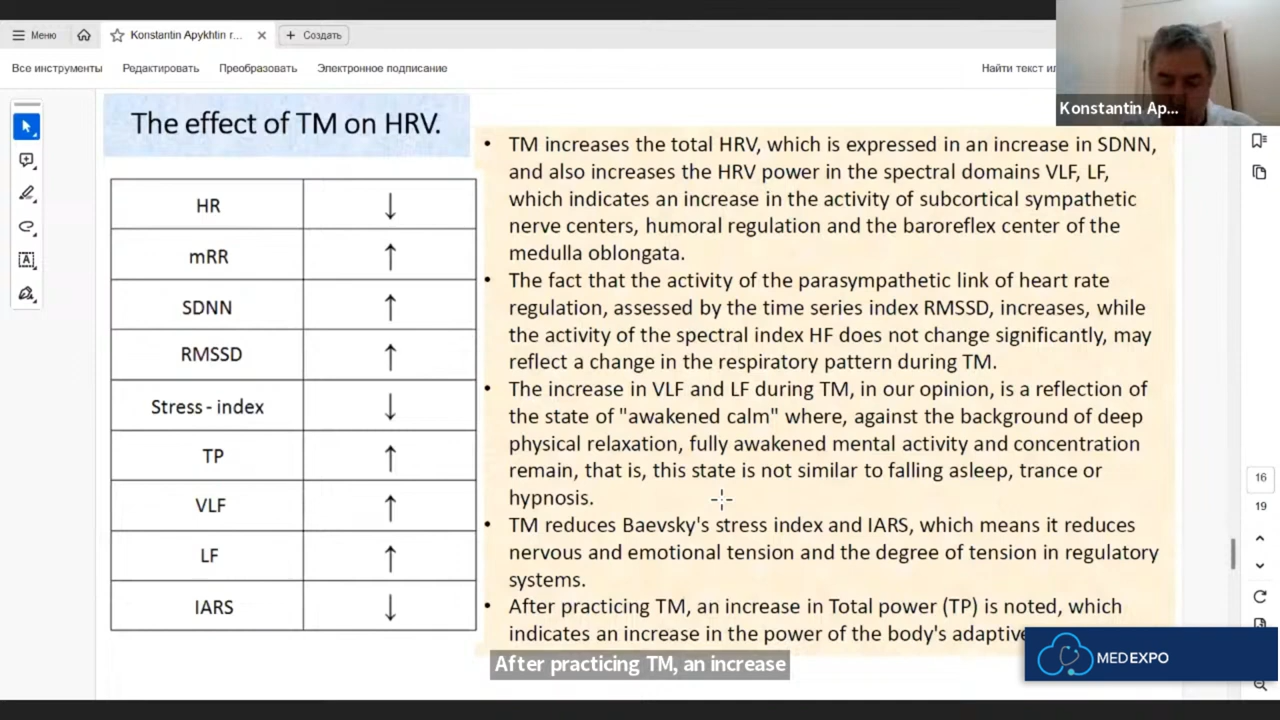 Меню
Konstantin Apykhtin r...
Создать
Все инструменты
Редактировать
Преобразовать
Электронное подписание
Найти текст
Konstantin Ap...
The effect of TM on HRV.
HR ↓
mRR ↑
SDNN ↑
RMSSD ↑
Stress - index ↓
TP ↑
VLF ↑
LF ↑
IARS ↓
• TM increases the total HRV, which is expressed in an increase in SDNN,
and also increases the HRV power in the spectral domains VLF, LF,
which indicates an increase in the activity of subcortical sympathetic
nerve centers, humoral regulation and the baroreflex center of the
medulla oblongata.
• The fact that the activity of the parasympathetic link of heart rate
regulation, assessed by the time series index RMSSD, increases, while
the activity of the spectral index HF does not change significantly, may
reflect a change in the respiratory pattern during TM.
• The increase in VLF and LF during TM, in our opinion, is a reflection of
the state of "awakened calm" where, against the background of deep
physical relaxation, fully awakened mental activity and concentration
remain, that is, this state is not similar to falling asleep, trance or
hypnosis.
• TM reduces Baevsky's stress index and IARS, which means it reduces
nervous and emotional tension and the degree of tension in regulatory
systems.
• After practicing TM, an increase in Total power (TP) is noted, which
indicates an increase in the power of the body's adaptive
After practicing TM, an increase
16
19
MEDEXPO